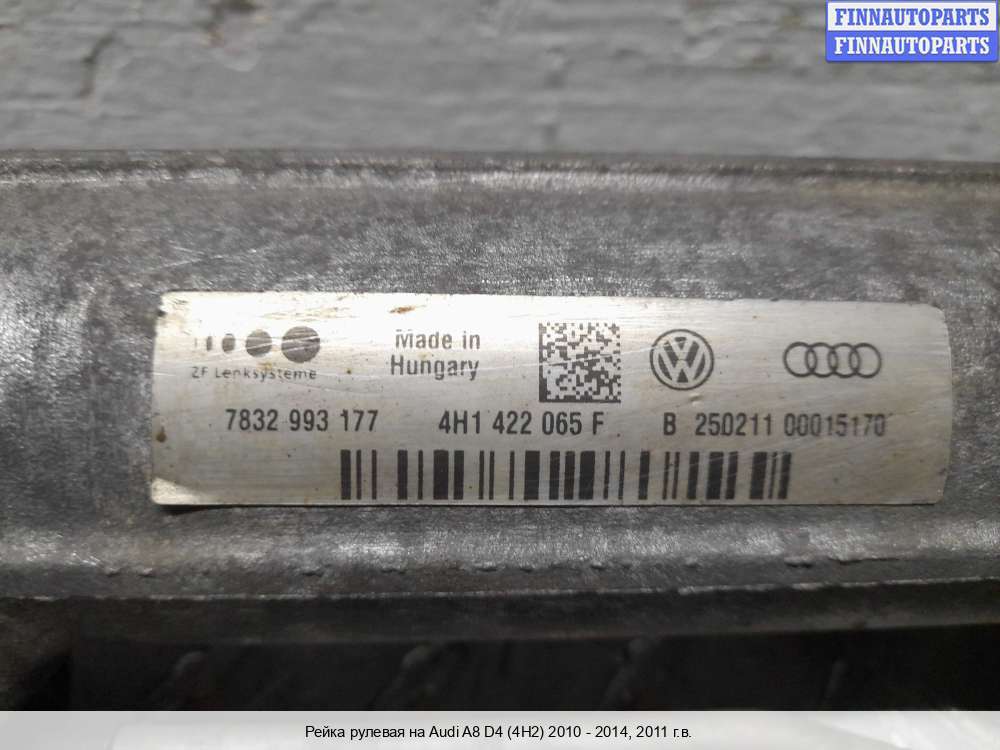 FINNAUTOPARTS
FINNAUTOPARTS
ZF Lenksysteme
Made in
Hungary
7832 993 177 4H1 422 065 F B 250211 00015170
Рейка рулевая на Audi A8 D4 (4H2) 2010 - 2014, 2011 г.в.